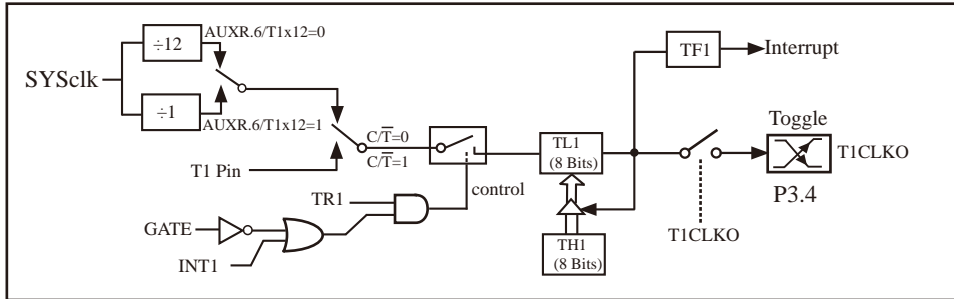 AUXR.6/T1x12=0
÷12
SYSclk
÷1
AUXR.6/T1x12=1
T1 Pin
C/T̅=0
C/T̅=1
TR1
GATE
INT1
control
TL1
(8 Bits)
TH1
(8 Bits)
TF1
Interrupt
Toggle
T1CLKO
P3.4
T1CLKO